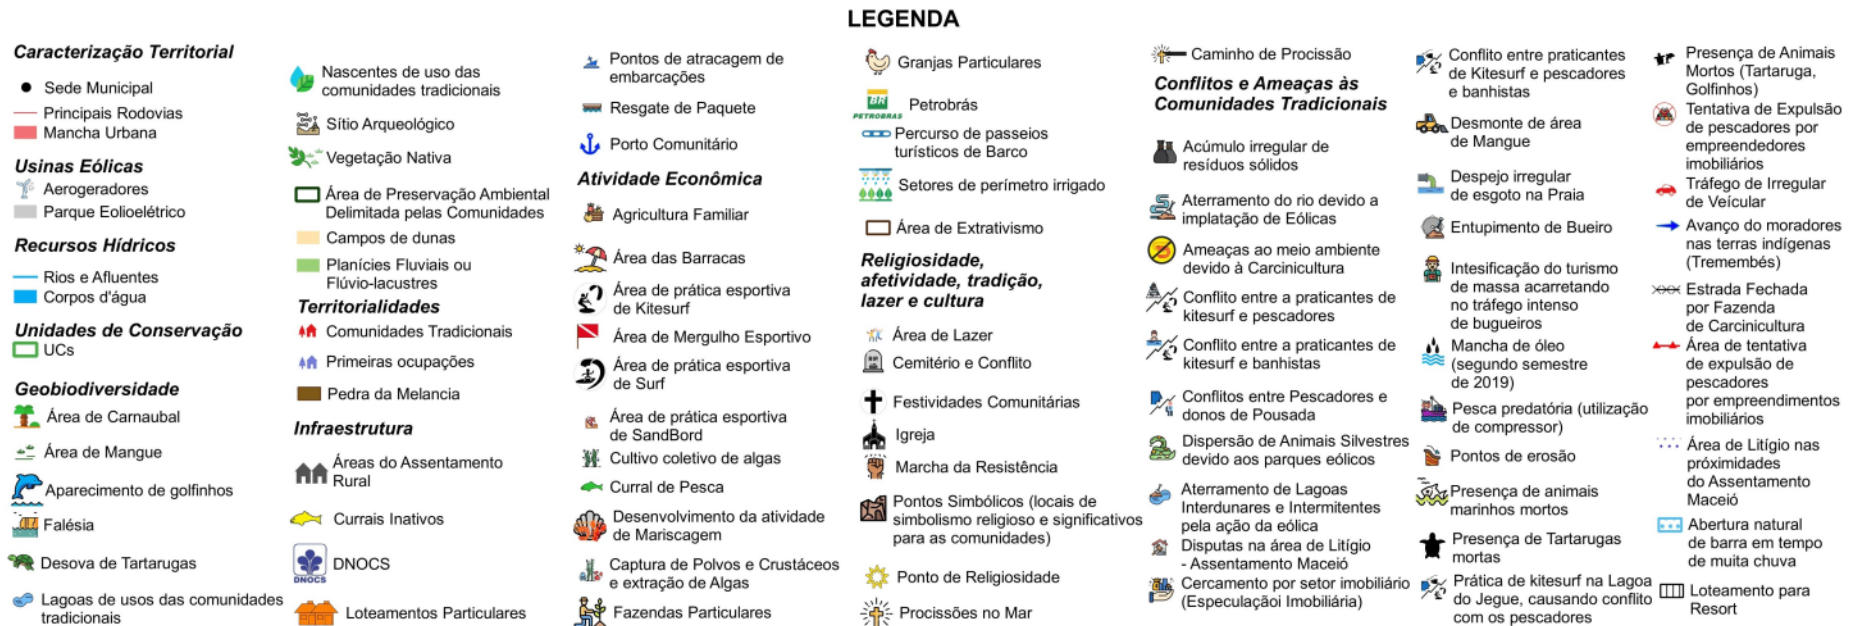 LEGENDA
Caracterização Territorial
Sede Municipal
Principais Rodovias
Mancha Urbana
Usinas Eólicas
Aerogeradores
Parque Eolioelétrico
Recursos Hídricos
Rios e Afluentes
Corpos d'água
Unidades de Conservação
UCs
Geobiodiversidade
Área de Carnaubal
Área de Mangue
Aparecimento de golfinhos
Falésia
Desova de Tartarugas
Lagoas de usos das comunidades
tradicionais
Nascentes de uso das
comunidades tradicionais
Sítio Arqueológico
Vegetação Nativa
Área de Preservação Ambiental
Delimitada pelas Comunidades
Campos de dunas
Planícies Fluviais ou
Flúvio-lacustres
Territorialidades
Comunidades Tradicionais
Primeiras ocupações
Pedra da Melancia
Infraestrutura
Áreas do Assentamento
Rural
Currais Inativos
DNOCS
DNOCS
Loteamentos Particulares
Pontos de atracagem de
embarcações
Resgate de Paquete
Porto Comunitário
Atividade Econômica
Agricultura Familiar
Área das Barracas
Área de prática esportiva
de Kitesurf
Área de Mergulho Esportivo
Área de prática esportiva
de Surf
Área de prática esportiva
de SandBord
Cultivo coletivo de algas
Curral de Pesca
Desenvolvimento da atividade
de Mariscagem
Captura de Polvos e Crustáceos
e extração de Algas
Fazendas Particulares
Granjas Particulares
BR
PETROBRAS
Petrobrás
Percurso de passeios
turísticos de Barco
Setores de perímetro irrigado
Área de Extrativismo
Religiosidade,
afetividade, tradição,
lazer e cultura
Área de Lazer
Cemitério e Conflito
Festividades Comunitárias
Igreja
Marcha da Resistência
Pontos Simbólicos (locais de
simbolismo religioso e significativos
para as comunidades)
Ponto de Religiosidade
Procissões no Mar
Caminho de Procissão
Conflitos e Ameaças às
Comunidades Tradicionais
Acúmulo irregular de
resíduos sólidos
Aterramento do rio devido a
implatação de Eólicas
Ameaças ao meio ambiente
devido à Carcinicultura
Conflito entre a praticantes de
kitesurf e pescadores
Conflito entre a praticantes de
kitesurf e banhistas
Conflitos entre Pescadores e
donos de Pousada
Dispersão de Animais Silvestres
devido aos parques eólicos
Aterramento de Lagoas
Interdunares e Intermitentes
pela ação da eólica
Disputas na área de Litígio
- Assentamento Maceió
Cercamento por setor imobiliário
(Especulaçãoi Imobiliária)
Conflito entre praticantes
de Kitesurf e pescadores
e banhistas
Desmonte de área
de Mangue
Despejo irregular
de esgoto na Praia
Entupimento de Bueiro
Intesificação do turismo
de massa acarretando
no tráfego intenso
de bugueiros
Mancha de óleo
(segundo semestre
de 2019)
Pesca predatória (utilização
de compressor)
Pontos de erosão
Presença de animais
marinhos mortos
Presença de Tartarugas
mortas
Prática de kitesurf na Lagoa
do Jegue, causando conflito
com os pescadores
Presença de Animais
Mortos (Tartaruga,
Golfinhos)
Tentativa de Expulsão
de pescadores por
empreendedores
imobiliários
Tráfego de Irregular
de Veícular
Avanço do moradores
nas terras indígenas
(Tremembés)
Estrada Fechada
por Fazenda
de Carcinicultura
Área de tentativa
de expulsão de
pescadores
por empreendimentos
imobiliários
Área de Litígio nas
próximidades
do Assentamento
Maceió
Abertura natural
de barra em tempo
de muita chuva
Loteamento para
Resort